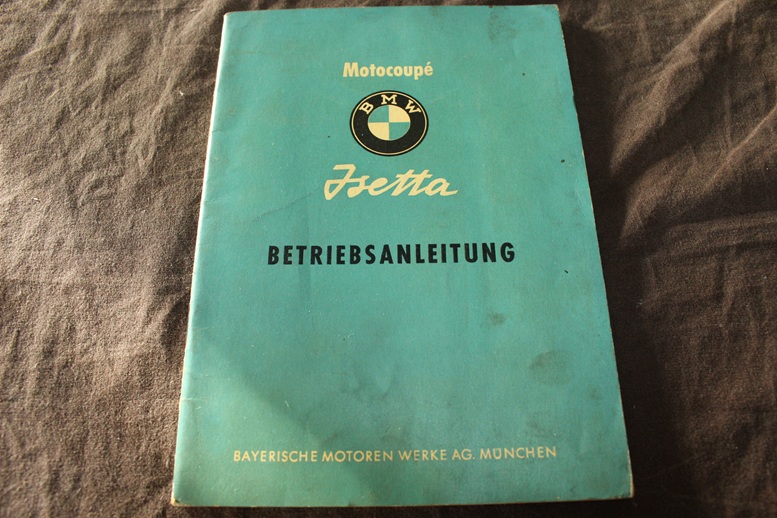 Motocoupé
BMW
Isetta
BETRIEBSANLEITUNG
BAYERISCHE MOTOREN WERKE AG. MÜNCHEN